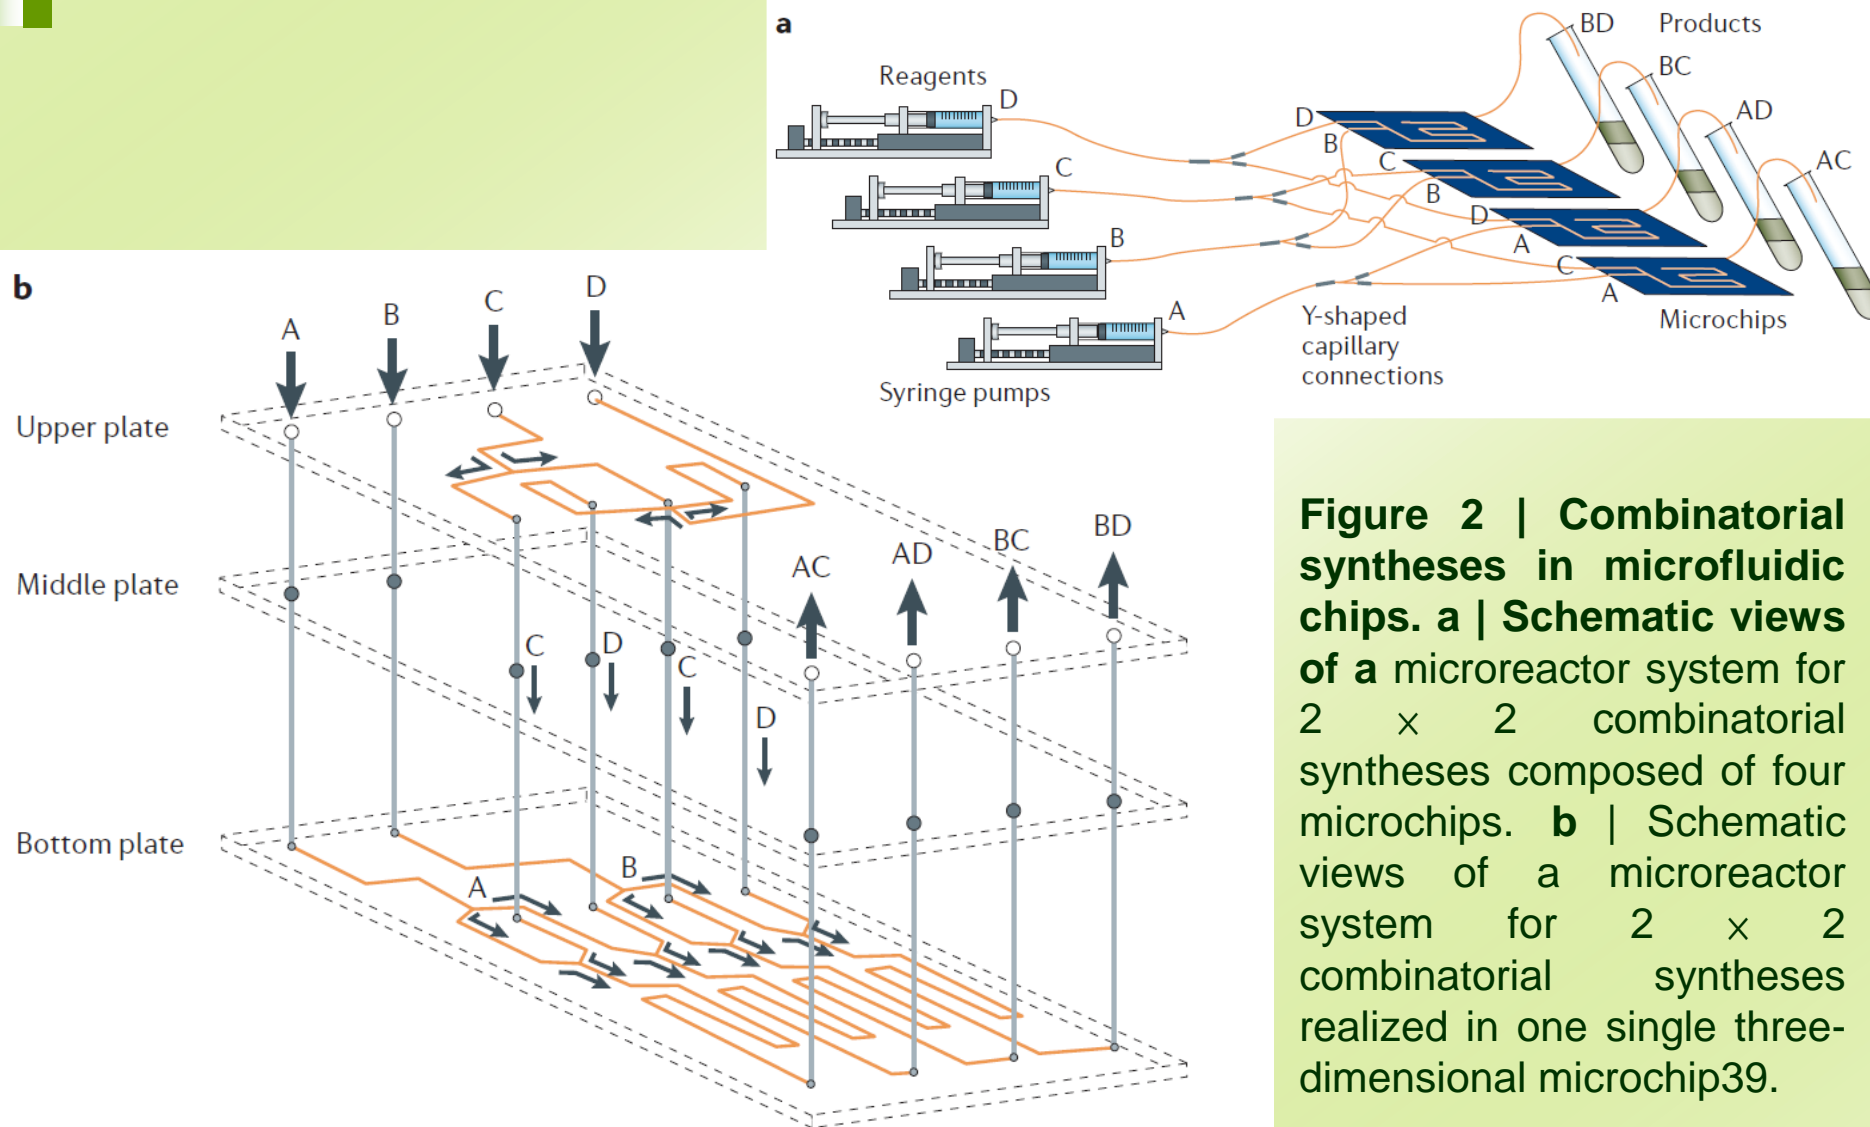 a
Reagents
D
C
B
A
Syringe pumps
Y-shaped
capillary
connections
D
B
C
B
D
A
C
A
Microchips
BD
Products
BC
AD
AC
b
A
B
C
D
Upper plate
Middle plate
Bottom plate
C
D
C
D
A
B
AC
AD
BC
BD
Figure 2 | Combinatorial
syntheses in microfluidic
chips. a | Schematic views
of a microreactor system for
2 × 2 combinatorial
syntheses composed of four
microchips. b | Schematic
views of a microreactor
system for 2 × 2
combinatorial syntheses
realized in one single three-
dimensional microchip39.